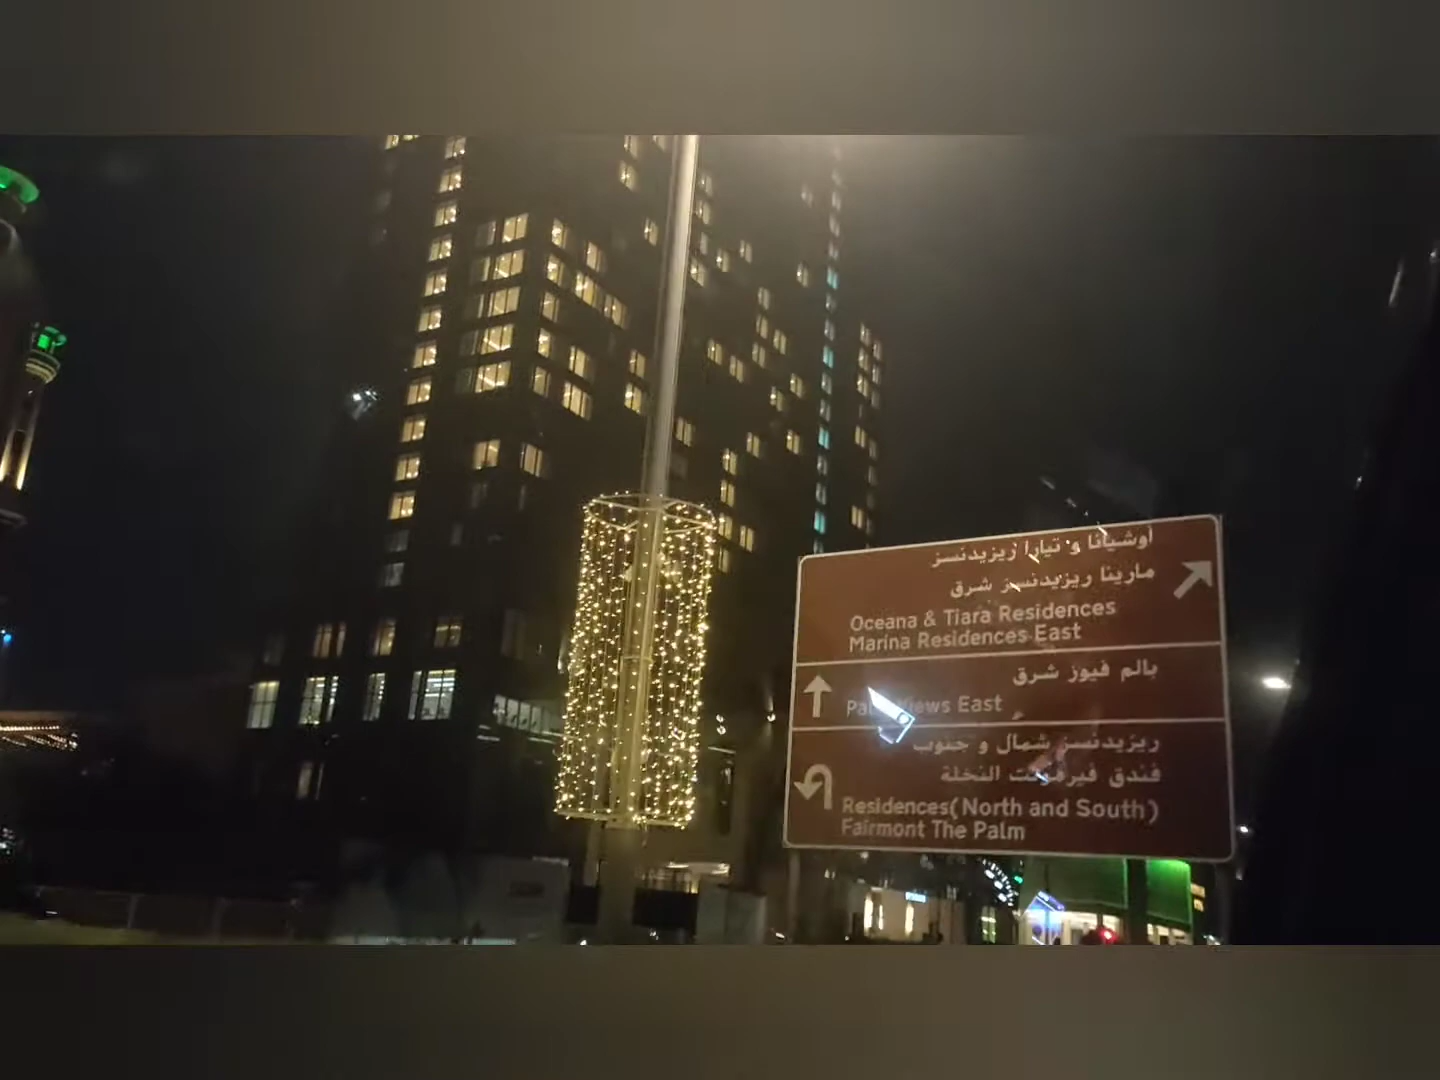 أوشيانا و تيارا ريزيدنسز
مارينا ريزيدنسز شرق
Oceana & Tiara Residences
Marina Residences East
بالم فيوز شرق
Views East
ريزيدنسز شمال و جنوب
فندق فيرمونت النخلة
Residences(North and South)
Fairmont The Palm